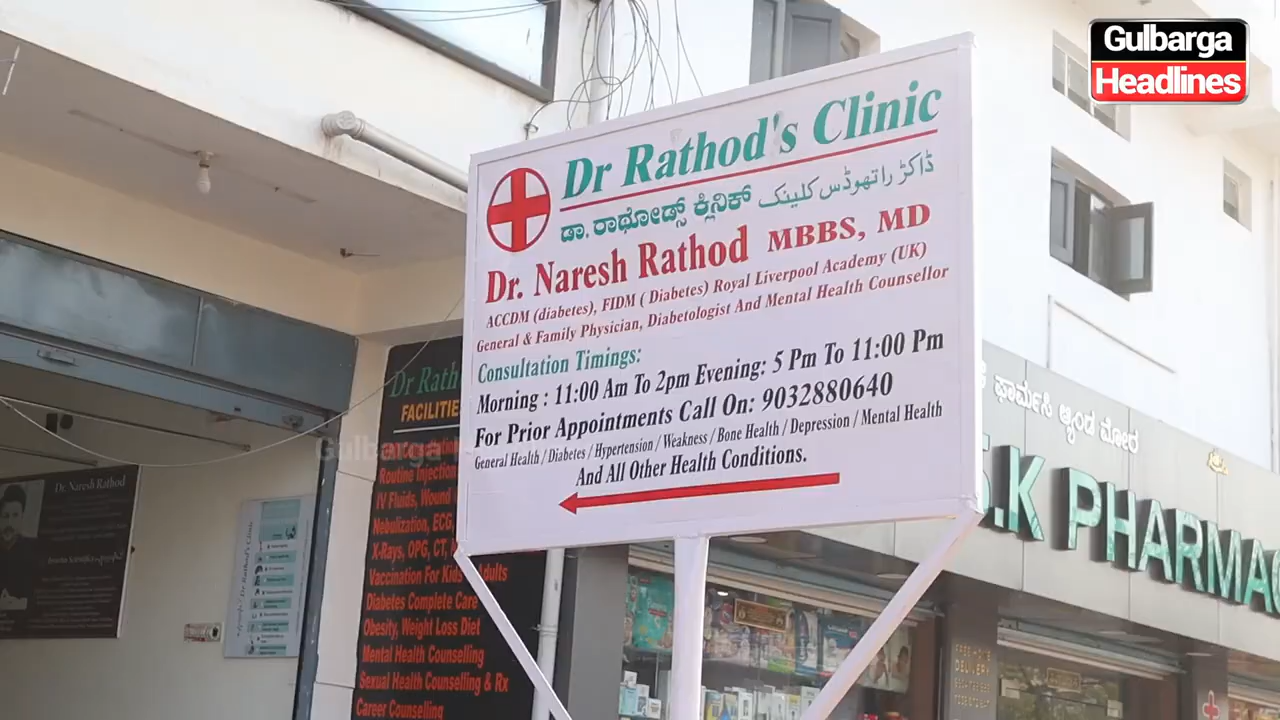 Gulbarga
Headlines
Dr Rathod's Clinic
ಡಾ. ರಾಥೋಡ್ಸ್ ಕ್ಲಿನಿಕ್ ڈاکٹر راتھوڈس کلینک
Dr. Naresh Rathod MBBS, MD
ACCDM (diabetes), FIDM ( Diabetes) Royal Liverpool Academy (UK)
General & Family Physician, Diabetologist And Mental Health Counsellor
Consultation Timings:
Morning : 11:00 Am To 2pm Evening: 5 Pm To 11:00 Pm
For Prior Appointments Call On: 9032880640
General Health / Diabetes / Hypertension / Weakness / Bone Health / Depression / Mental Health
And All Other Health Conditions.
Dr Rath
FACILITIE
Routine Injection
IV Fluids, Wound
Nebulization, ECG,
X-Rays, OPG, CT,
Vaccination For Kids Adults
Diabetes Complete Care
Obesity, Weight Loss Diet
Mental Health Counselling
Sexual Health Counselling & Rx
Career Counselling
Dr. Naresh Rathod
Gulbarga
ಫಾರ್ಮಸಿ ಆ್ಯಂಡ ಮೋರ
.K PHARMAC
DELIVERY